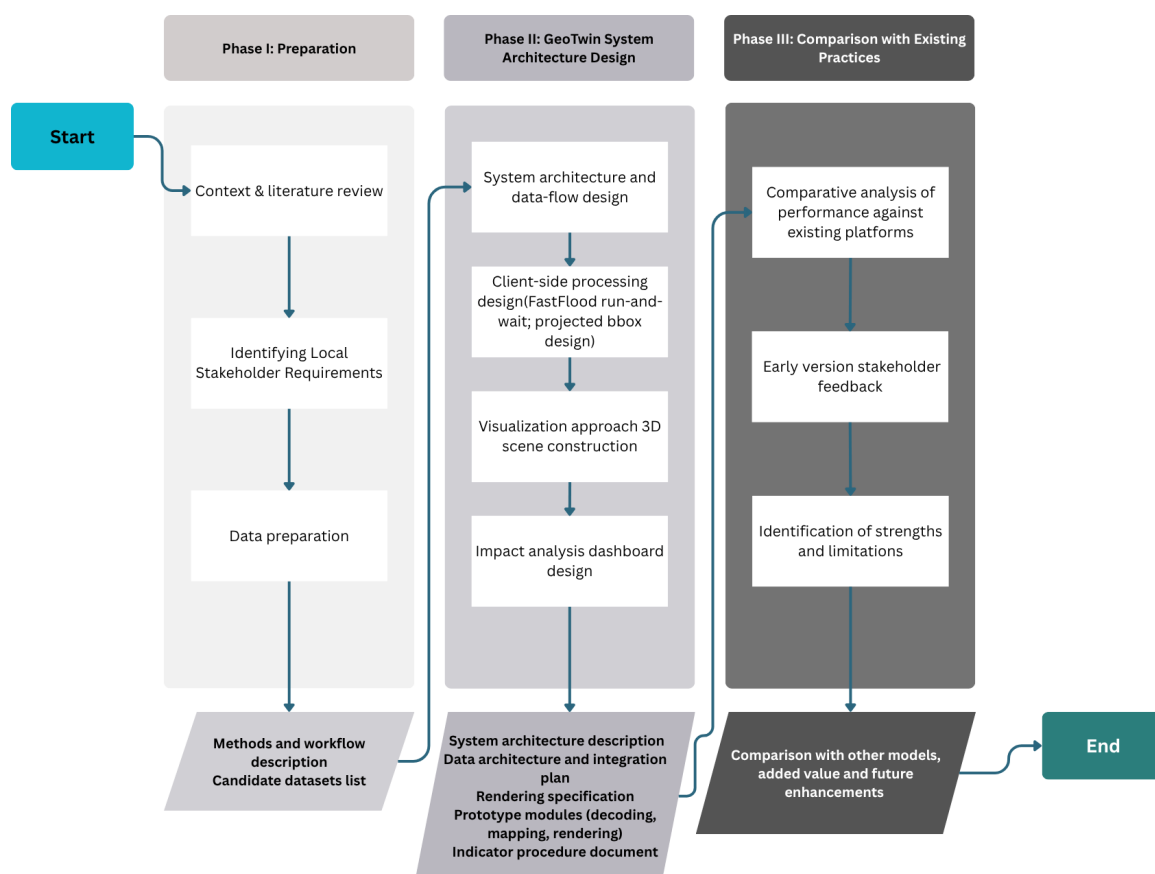 Phase I: Preparation
Phase II: GeoTwin System
Architecture Design
Phase III: Comparison with Existing
Practices
Start
Context & literature review
Identifying Local
Stakeholder Requirements
Data preparation
Methods and workflow
description
Candidate datasets list
System architecture and
data-flow design
Client-side processing
design(FastFlood run-and-
wait; projected bbox
design)
Visualization approach 3D
scene construction
Impact analysis dashboard
design
System architecture description
Data architecture and integration
plan
Rendering specification
Prototype modules (decoding,
mapping, rendering)
Indicator procedure document
Comparative analysis of
performance against
existing platforms
Early version stakeholder
feedback
Identification of strengths
and limitations
Comparison with other models,
added value and future
enhancements
End